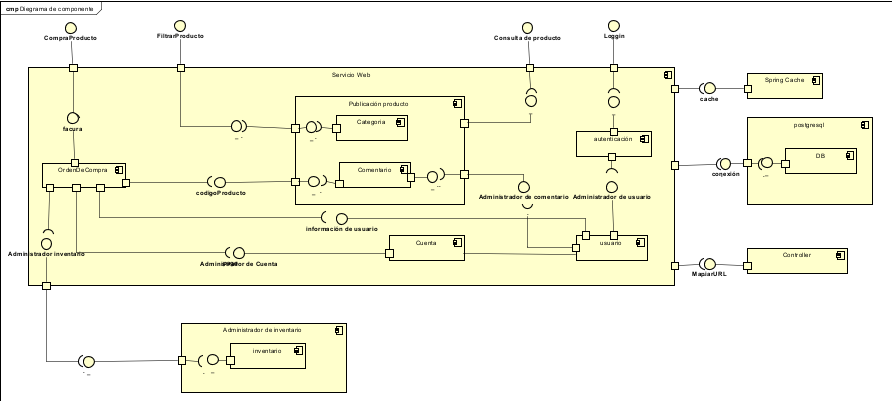 cmp Diegrama de componente
CompraProducto
FiltrarProducto
Consulta de producto
Loggin
Servicio Web
Spring Cache
cache
Publicación producto
Categoria
facura
postgresql
autenticación
DB
OrdenDeCompra
Comentario
conexión
codigoProducto
Administrador de comentario
Administrador de usuario
información de usuario
Cuenta
usuario
Administrador inventario
de Cuenta
Controller
MapiarURL
Administrador de inventario
inventario